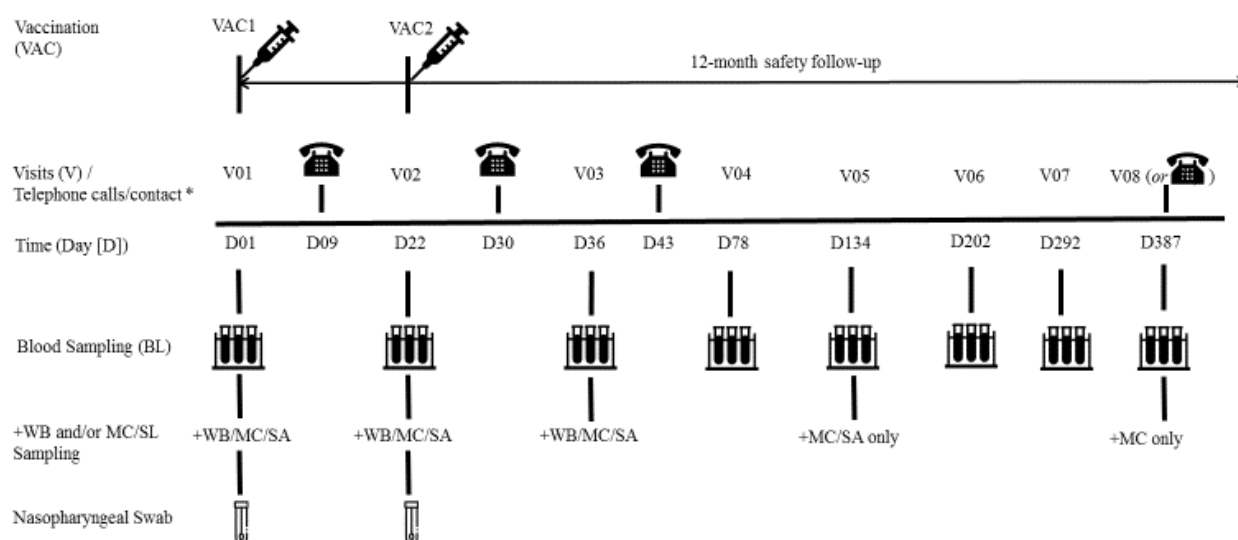 Vaccination
(VAC)
VAC1
VAC2
12-month safety follow-up
Visits (V) /
Telephone calls/contact *
V01
V02
V03
V04
V05
V06
V07
V08 (or )
Time (Day [D])
D01
D09
D22
D30
D36
D43
D78
D134
D202
D292
D387
Blood Sampling (BL)
+WB and/or MC/SL
Sampling
+WB/MC/SA
+WB/MC/SA
+WB/MC/SA
+MC/SA only
+MC only
Nasopharyngeal Swab